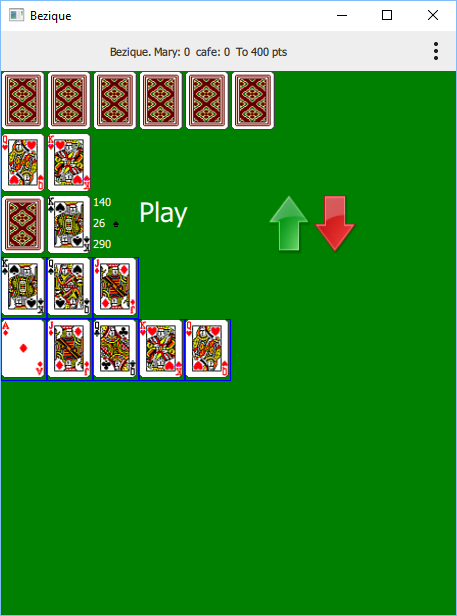 Bezique
Bezique. Mary: 0 cafe: 0 To 400 pts
Q K
140
K 26 ♠ Play
290
K Q J
A J Q K Q